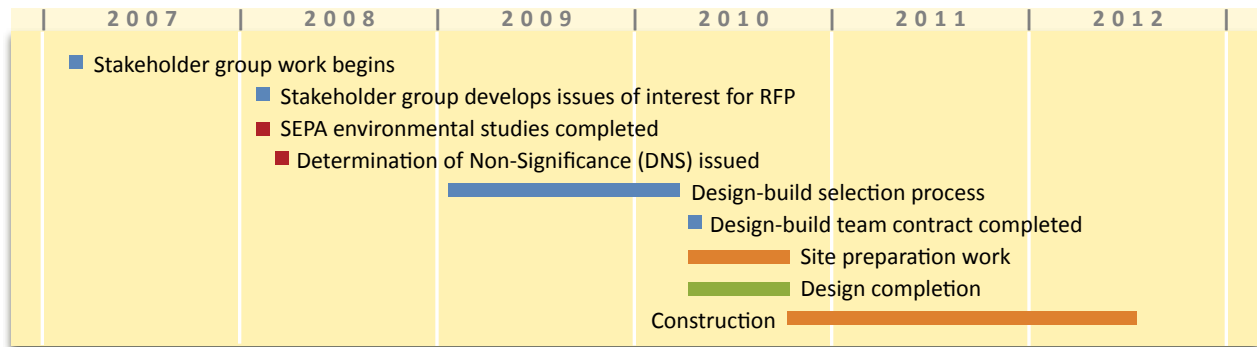 | 2007 | 2008 | 2009 | 2010 | 2011 | 2012 |
Stakeholder group work begins
Stakeholder group develops issues of interest for RFP
SEPA environmental studies completed
Determination of Non-Significance (DNS) issued
Design-build selection process
Design-build team contract completed
Site preparation work
Design completion
Construction